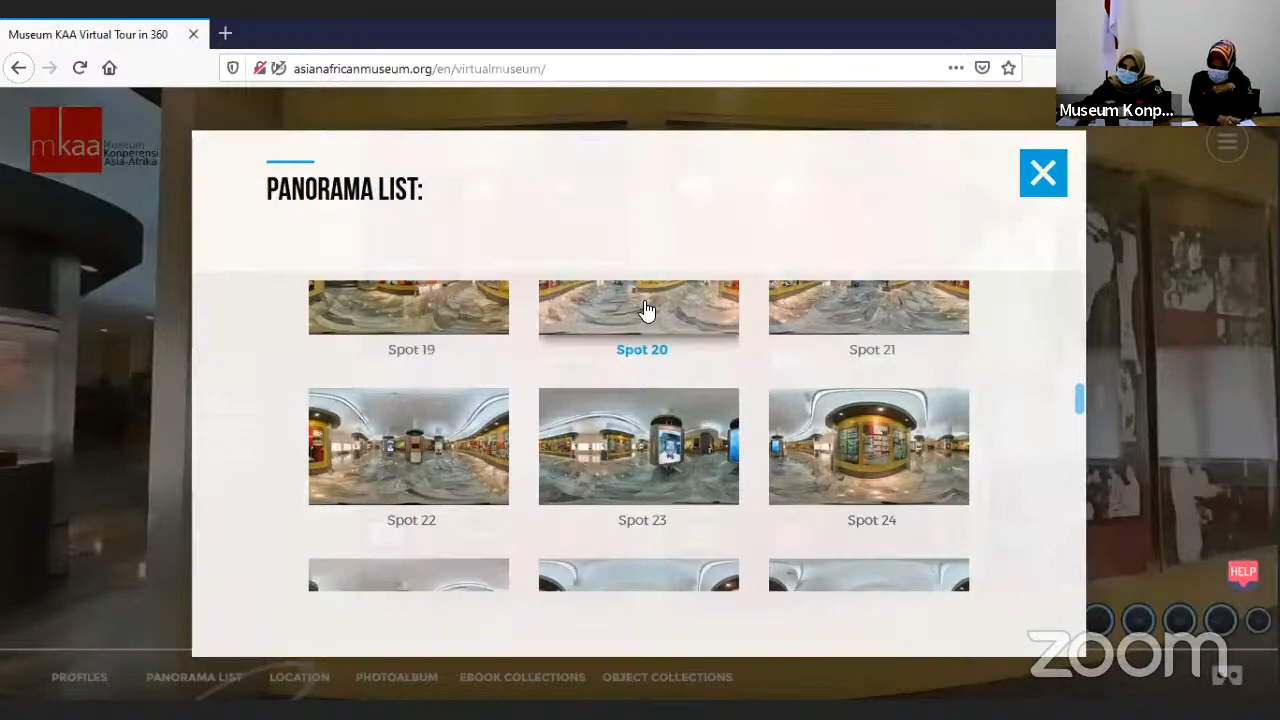 Museum KAA Virtual Tour in 360
asianafricanmuseum.org/en/virtualmuseum/
Museum Konp...
mkaa
Museum
Konperensi
Asia-Afrika
PANORAMA LIST:
Spot 19
Spot 20
Spot 21
Spot 22
Spot 23
Spot 24
HELP
zoom
PROFILES
PANORAMA LIST
LOCATION
PHOTOALBUM
EBOOK COLLECTIONS
OBJECT COLLECTIONS